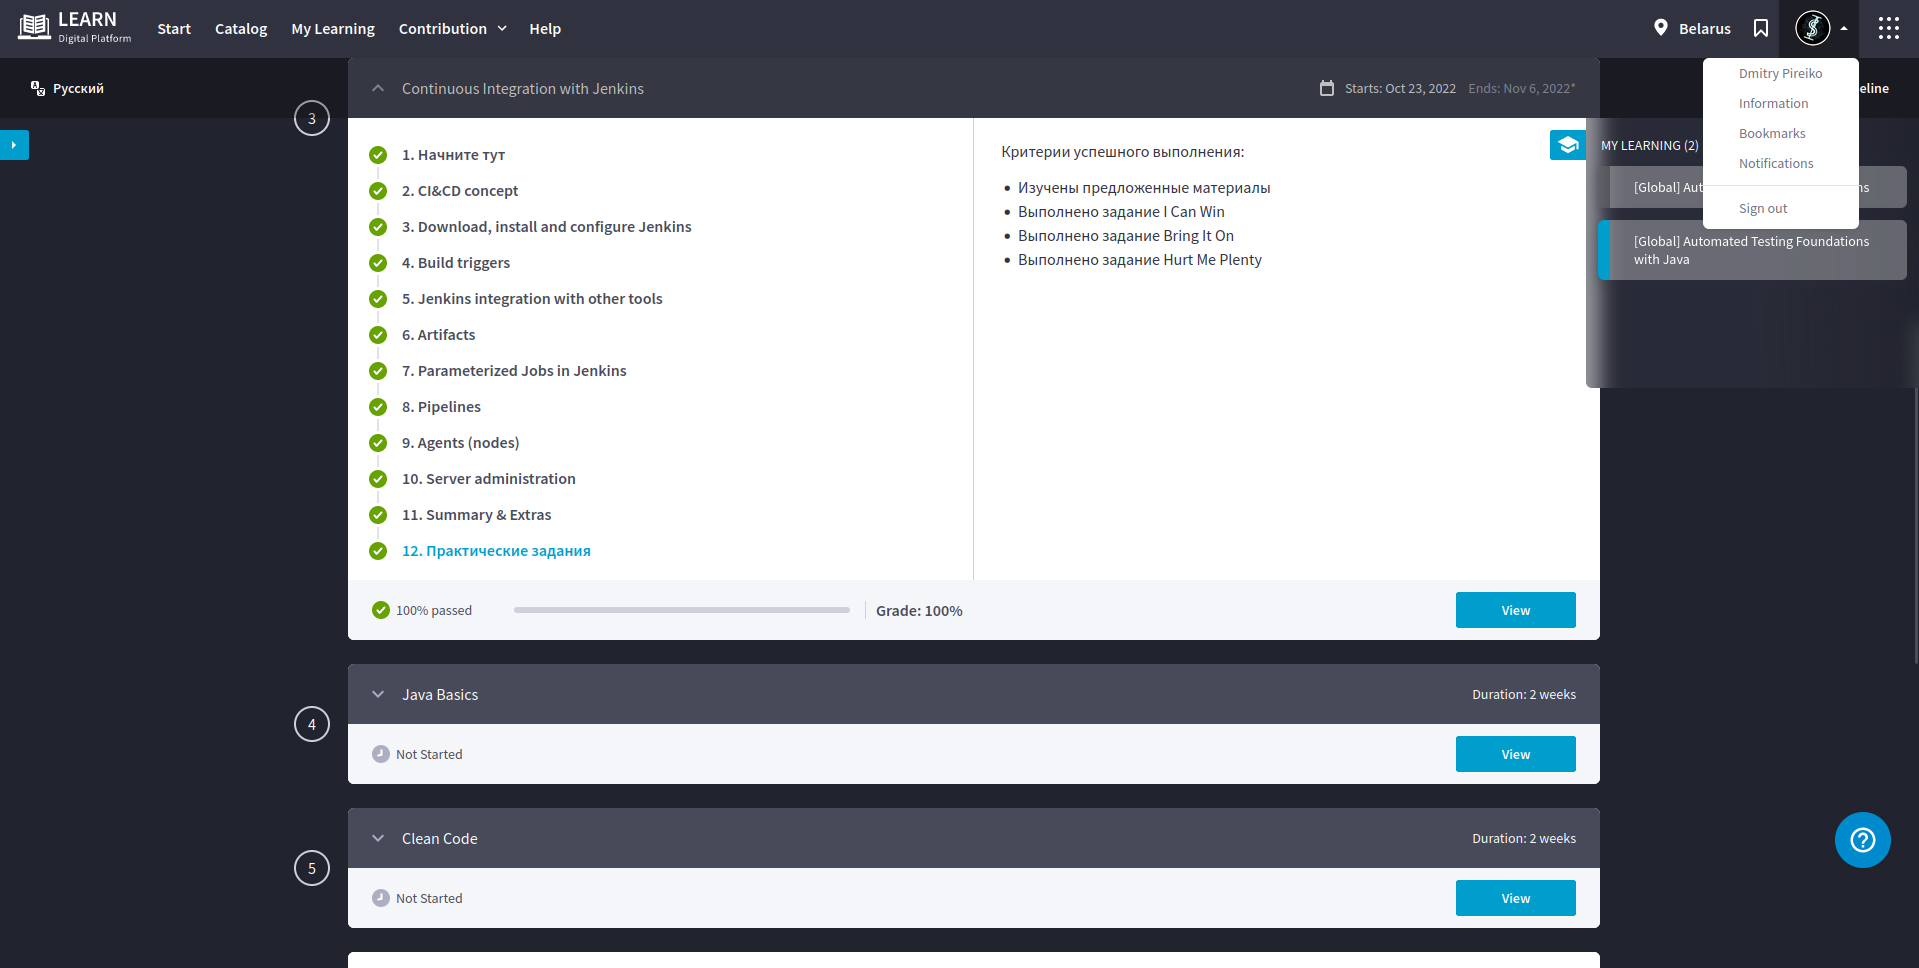 LEARN
Digital Platform
Start
Catalog
My Learning
Contribution
Help
Belarus
Русский
3
Continuous Integration with Jenkins
Starts: Oct 23, 2022
Ends: Nov 6, 2022*
Dmitry Pireiko
Information
Bookmarks
Notifications
Sign out
eline
MY LEARNING (2)
[Global] Aut
ns
[Global] Automated Testing Foundations
with Java
1. Начните тут
2. CI&CD concept
3. Download, install and configure Jenkins
4. Build triggers
5. Jenkins integration with other tools
6. Artifacts
7. Parameterized Jobs in Jenkins
8. Pipelines
9. Agents (nodes)
10. Server administration
11. Summary & Extras
12. Практические задания
Критерии успешного выполнения:
• Изучены предложенные материалы
• Выполнено задание I Can Win
• Выполнено задание Bring It On
• Выполнено задание Hurt Me Plenty
100% passed
Grade: 100%
View
4
Java Basics
Duration: 2 weeks
Not Started
View
5
Clean Code
Duration: 2 weeks
Not Started
View